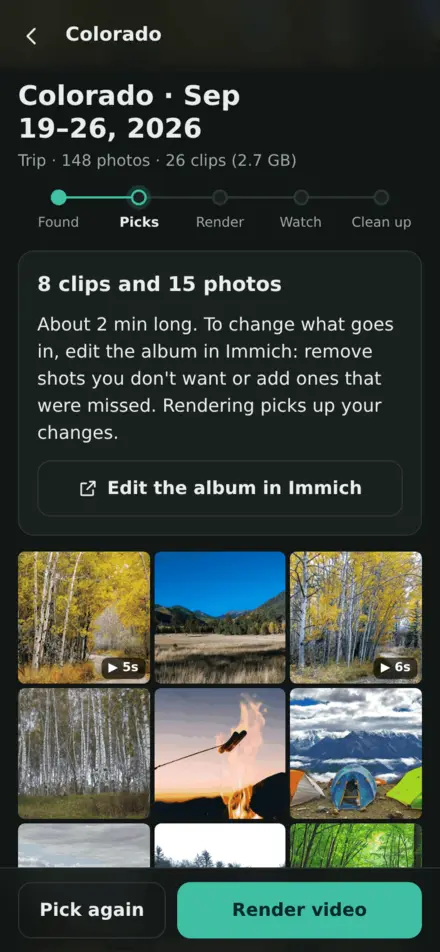 Colorado
Colorado · Sep
19–26, 2026
Trip · 148 photos · 26 clips (2.7 GB)
Found
Picks
Render
Watch
Clean up
8 clips and 15 photos
About 2 min long. To change what goes
in, edit the album in Immich: remove
shots you don't want or add ones that
were missed. Rendering picks up your
changes.
Edit the album in Immich
▶ 5s
▶ 6s
Pick again
Render video